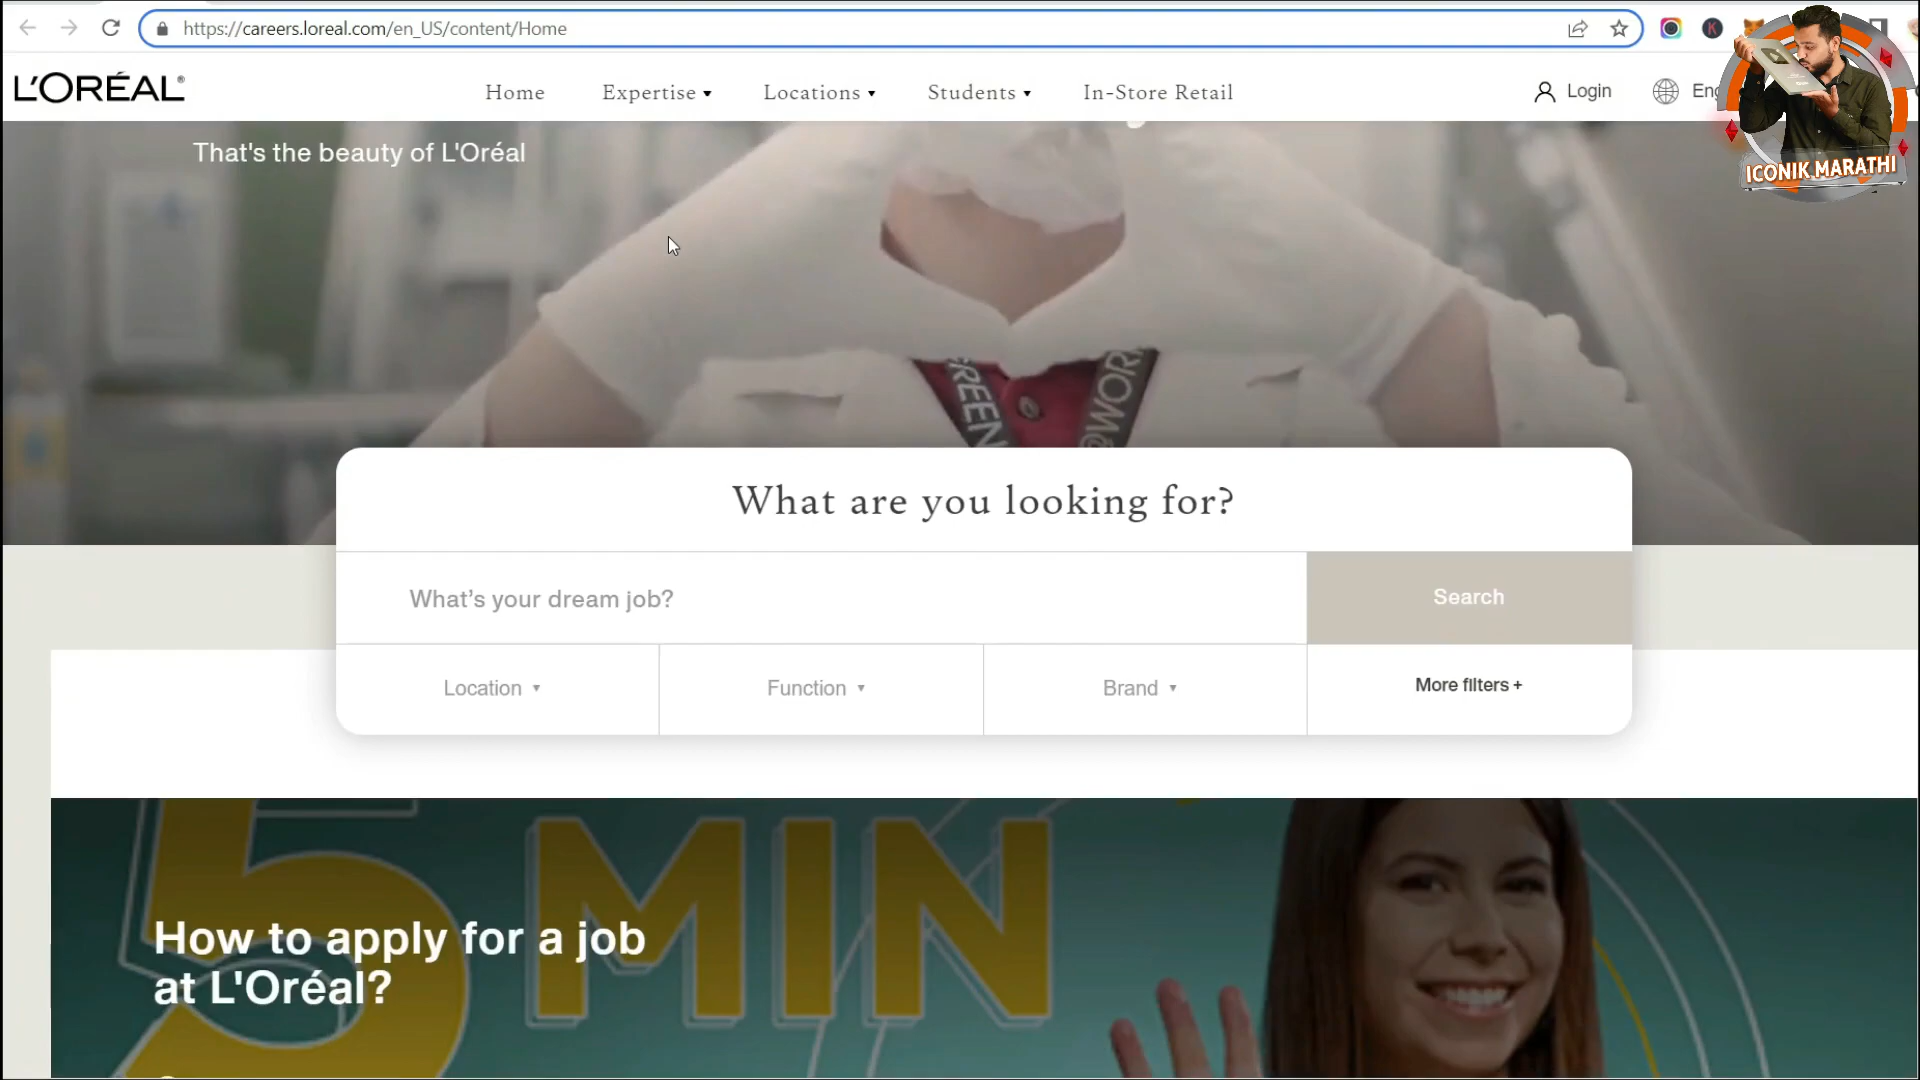 https://careers.loreal.com/en_US/content/Home
L'ORÉAL
Home
Expertise
Locations
Students
In-Store Retail
Login
Eng
ICONIK MARATHI
That's the beauty of L'Oréal
REEN
@WOR
What are you looking for?
What's your dream job?
Search
Location
Function
Brand
More filters +
5 MIN
How to apply for a job
at L'Oréal?